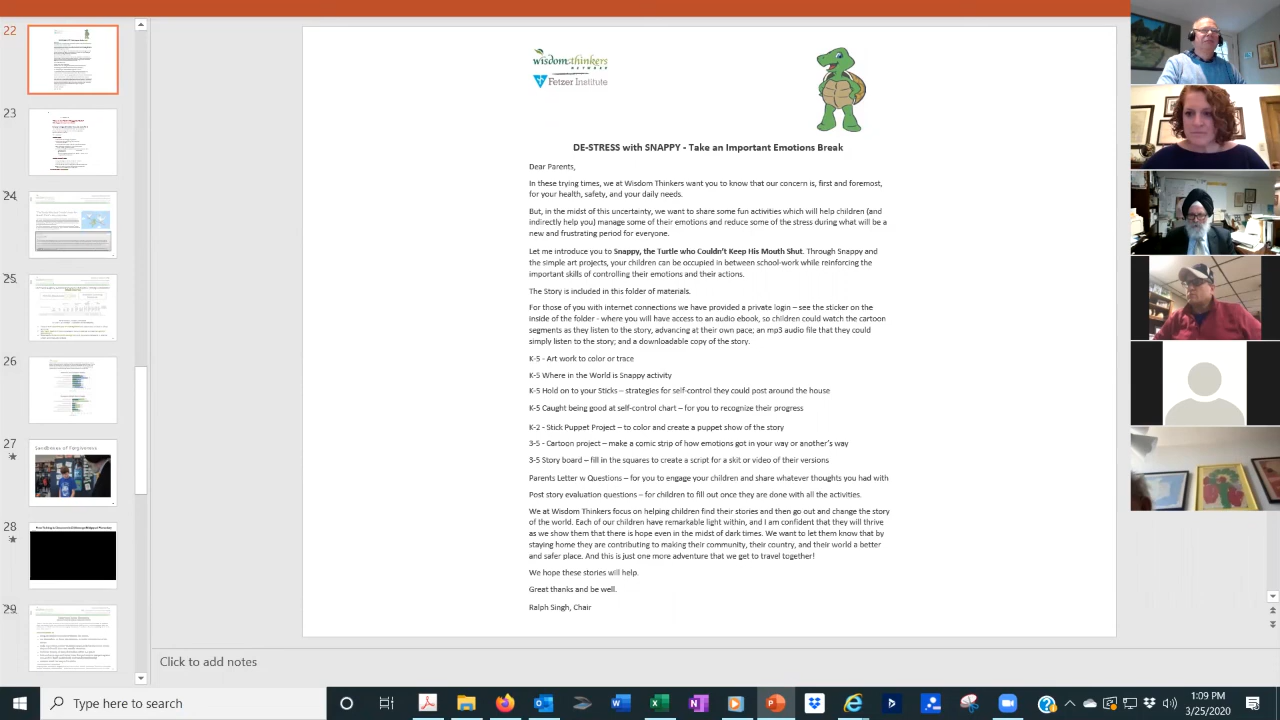 22
26
27
28
29
Sandboxes of Forgiveness
wisdomthinkers
NETWORK
Fetzer Institute
DE-STRESS with SNAPPY - Take an Important Emotions Break
Dear Parents,
In these trying times, we at Wisdom Thinkers want you to know that our concern is, first and foremost,
for your health, safety, and your daily needs.
But, in the midst of this uncertainty, we want to share some fun activities which will help children (and
indirectly help you) manage some of their emotions and reduce some of the stress during what will be a
new and frustrating period for everyone.
Let me introduce you to Snappy, the Turtle who Couldn't Keep His Mouth Shut. Through Snappy and
the simple art projects, your children can be occupied in between school-work while reinforcing the
important skills of controlling their emotions and their actions.
The Story is included in this folder of materials.
For those of you with internet connections we have provided a private login – see the sticker on the
inside of the folder - where you will have access to an audio ebook, so children could watch the cartoon
segments as they listen to the story, advancing at their own pace; an mp3 audio file that they could
simply listen to the story; and a downloadable copy of the story.
K-5 - Art work to color or trace
K-5 Where in the World is Snappy activity
K-5 Hold on to your Sticks – strategies for self-control they could post around the house
K-5 Caught being good at self-control chart – for you to recognize their progress
K-2 - Stick Puppet Project – to color and create a puppet show of the story
3-5 - Cartoon project – make a comic strip of how emotions got in your way or another's way
3-5 Story board – fill in the squares to create a script for a skit or video of their versions
Parents Letter w Questions – for you to engage your children and share whatever thoughts you had with
Post story evaluation questions – for children to fill out once they are done with all the activities.
We at Wisdom Thinkers focus on helping children find their stories and then go out and change the story
of the world. Each of our children have remarkable light within, and I am confident that they will thrive
as we show them that there is hope even in the midst of dark times. We want to let them know that by
staying home they are contributing to making their community, their country, and their world a better
and safer place. And this is just one more adventure that we get to travel together!
We hope these stories will help.
Great thanks and be well.
Ralph Singh, Chair
Click to add
Type here to search
1:09 PM
3/25/2020